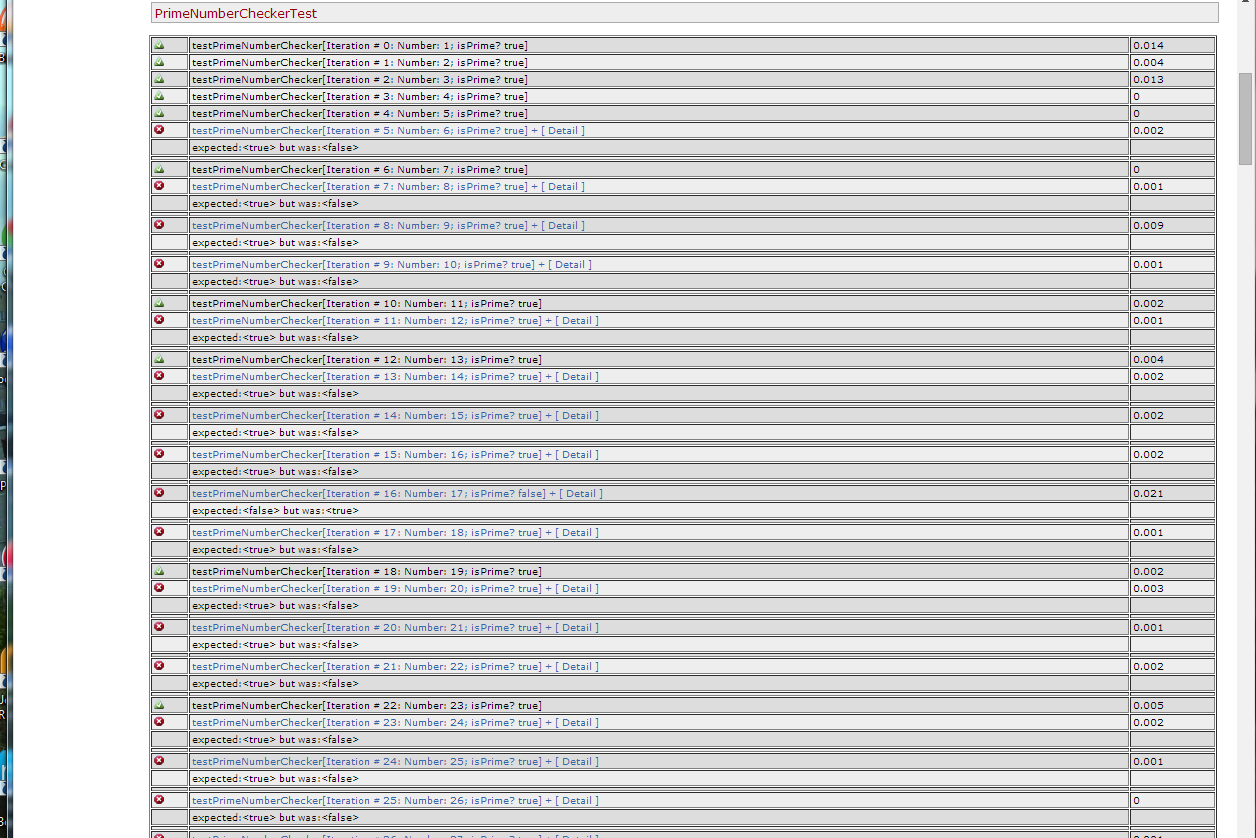 PrimeNumberCheckerTest
testPrimeNumberChecker[Iteration # 0: Number: 1; isPrime? true] 0.014
testPrimeNumberChecker[Iteration # 1: Number: 2; isPrime? true] 0.004
testPrimeNumberChecker[Iteration # 2: Number: 3; isPrime? true] 0.013
testPrimeNumberChecker[Iteration # 3: Number: 4; isPrime? true] 0
testPrimeNumberChecker[Iteration # 4: Number: 5; isPrime? true] 0
testPrimeNumberChecker[Iteration # 5: Number: 6; isPrime? true] + [ Detail ] 0.002
expected:<true> but was:<false>
testPrimeNumberChecker[Iteration # 6: Number: 7; isPrime? true] 0
testPrimeNumberChecker[Iteration # 7: Number: 8; isPrime? true] + [ Detail ] 0.001
expected:<true> but was:<false>
testPrimeNumberChecker[Iteration # 8: Number: 9; isPrime? true] + [ Detail ] 0.009
expected:<true> but was:<false>
testPrimeNumberChecker[Iteration # 9: Number: 10; isPrime? true] + [ Detail ] 0.001
expected:<true> but was:<false>
testPrimeNumberChecker[Iteration # 10: Number: 11; isPrime? true] 0.002
testPrimeNumberChecker[Iteration # 11: Number: 12; isPrime? true] + [ Detail ] 0.001
expected:<true> but was:<false>
testPrimeNumberChecker[Iteration # 12: Number: 13; isPrime? true] 0.004
testPrimeNumberChecker[Iteration # 13: Number: 14; isPrime? true] + [ Detail ] 0.002
expected:<true> but was:<false>
testPrimeNumberChecker[Iteration # 14: Number: 15; isPrime? true] + [ Detail ] 0.002
expected:<true> but was:<false>
testPrimeNumberChecker[Iteration # 15: Number: 16; isPrime? true] + [ Detail ] 0.002
expected:<true> but was:<false>
testPrimeNumberChecker[Iteration # 16: Number: 17; isPrime? false] + [ Detail ] 0.021
expected:<false> but was:<true>
testPrimeNumberChecker[Iteration # 17: Number: 18; isPrime? true] + [ Detail ] 0.001
expected:<true> but was:<false>
testPrimeNumberChecker[Iteration # 18: Number: 19; isPrime? true] 0.002
testPrimeNumberChecker[Iteration # 19: Number: 20; isPrime? true] + [ Detail ] 0.003
expected:<true> but was:<false>
testPrimeNumberChecker[Iteration # 20: Number: 21; isPrime? true] + [ Detail ] 0.001
expected:<true> but was:<false>
testPrimeNumberChecker[Iteration # 21: Number: 22; isPrime? true] + [ Detail ] 0.002
expected:<true> but was:<false>
testPrimeNumberChecker[Iteration # 22: Number: 23; isPrime? true] 0.005
testPrimeNumberChecker[Iteration # 23: Number: 24; isPrime? true] + [ Detail ] 0.002
expected:<true> but was:<false>
testPrimeNumberChecker[Iteration # 24: Number: 25; isPrime? true] + [ Detail ] 0.001
expected:<true> but was:<false>
testPrimeNumberChecker[Iteration # 25: Number: 26; isPrime? true] + [ Detail ] 0
expected:<true> but was:<false>